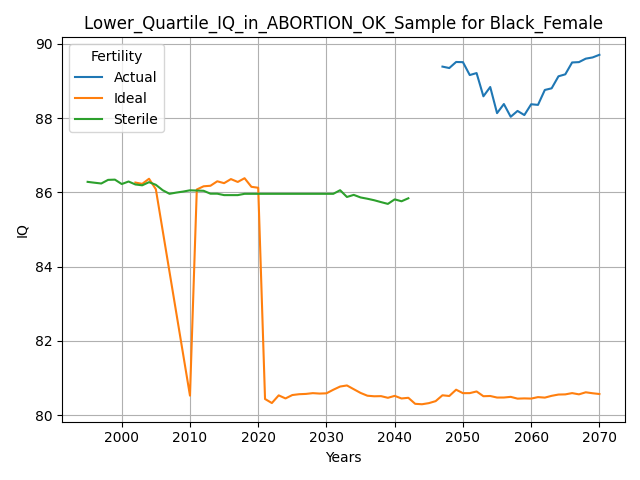 Lower_Quartile_IQ_in_ABORTION_OK_Sample for Black_Female
Fertility
Actual
Ideal
Sterile
90
88
86
84
82
80
IQ
2000 2010 2020 2030 2040 2050 2060 2070
Years